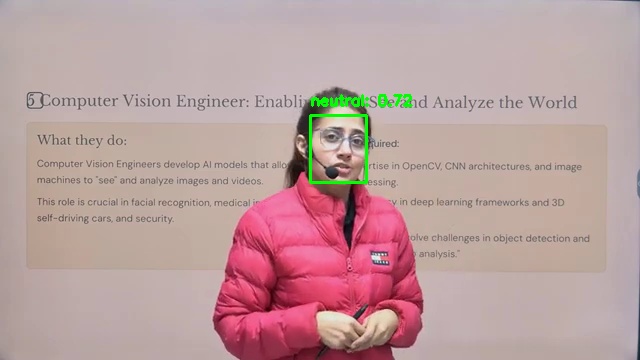 5 Computer Vision Engineer: Enablin
neutral: 0.72
and Analyze the World
What they do:
Computer Vision Engineers develop AI models that allo
machines to "see" and analyze images and videos.
This role is crucial in facial recognition, medical i
self-driving cars, and security.
quired:
rtise in OpenCV, CNN architectures, and image
essing.
y in deep learning frameworks and 3D
olve challenges in object detection and
analysis."